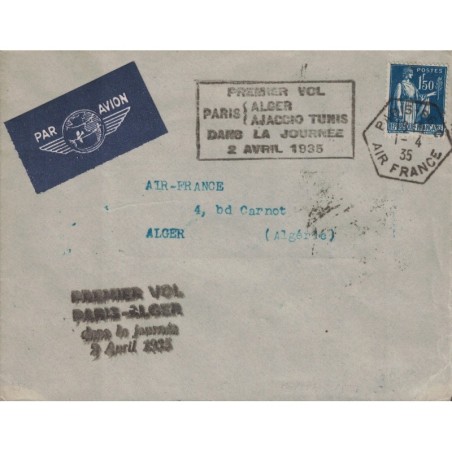 PAR AVION
PREMIER VOL
PARIS { ALGER
AJACCIO TUNIS
DANS LA JOURNÉE
2 AVRIL 1935
POSTES
1F50
1-4
35
AIR FRANCE
AIR-FRANCE
4, bd Carnot
ALGER (Algérie)
PREMIER VOL
PARIS-ALGER
dans la journée
2 Avril 1935